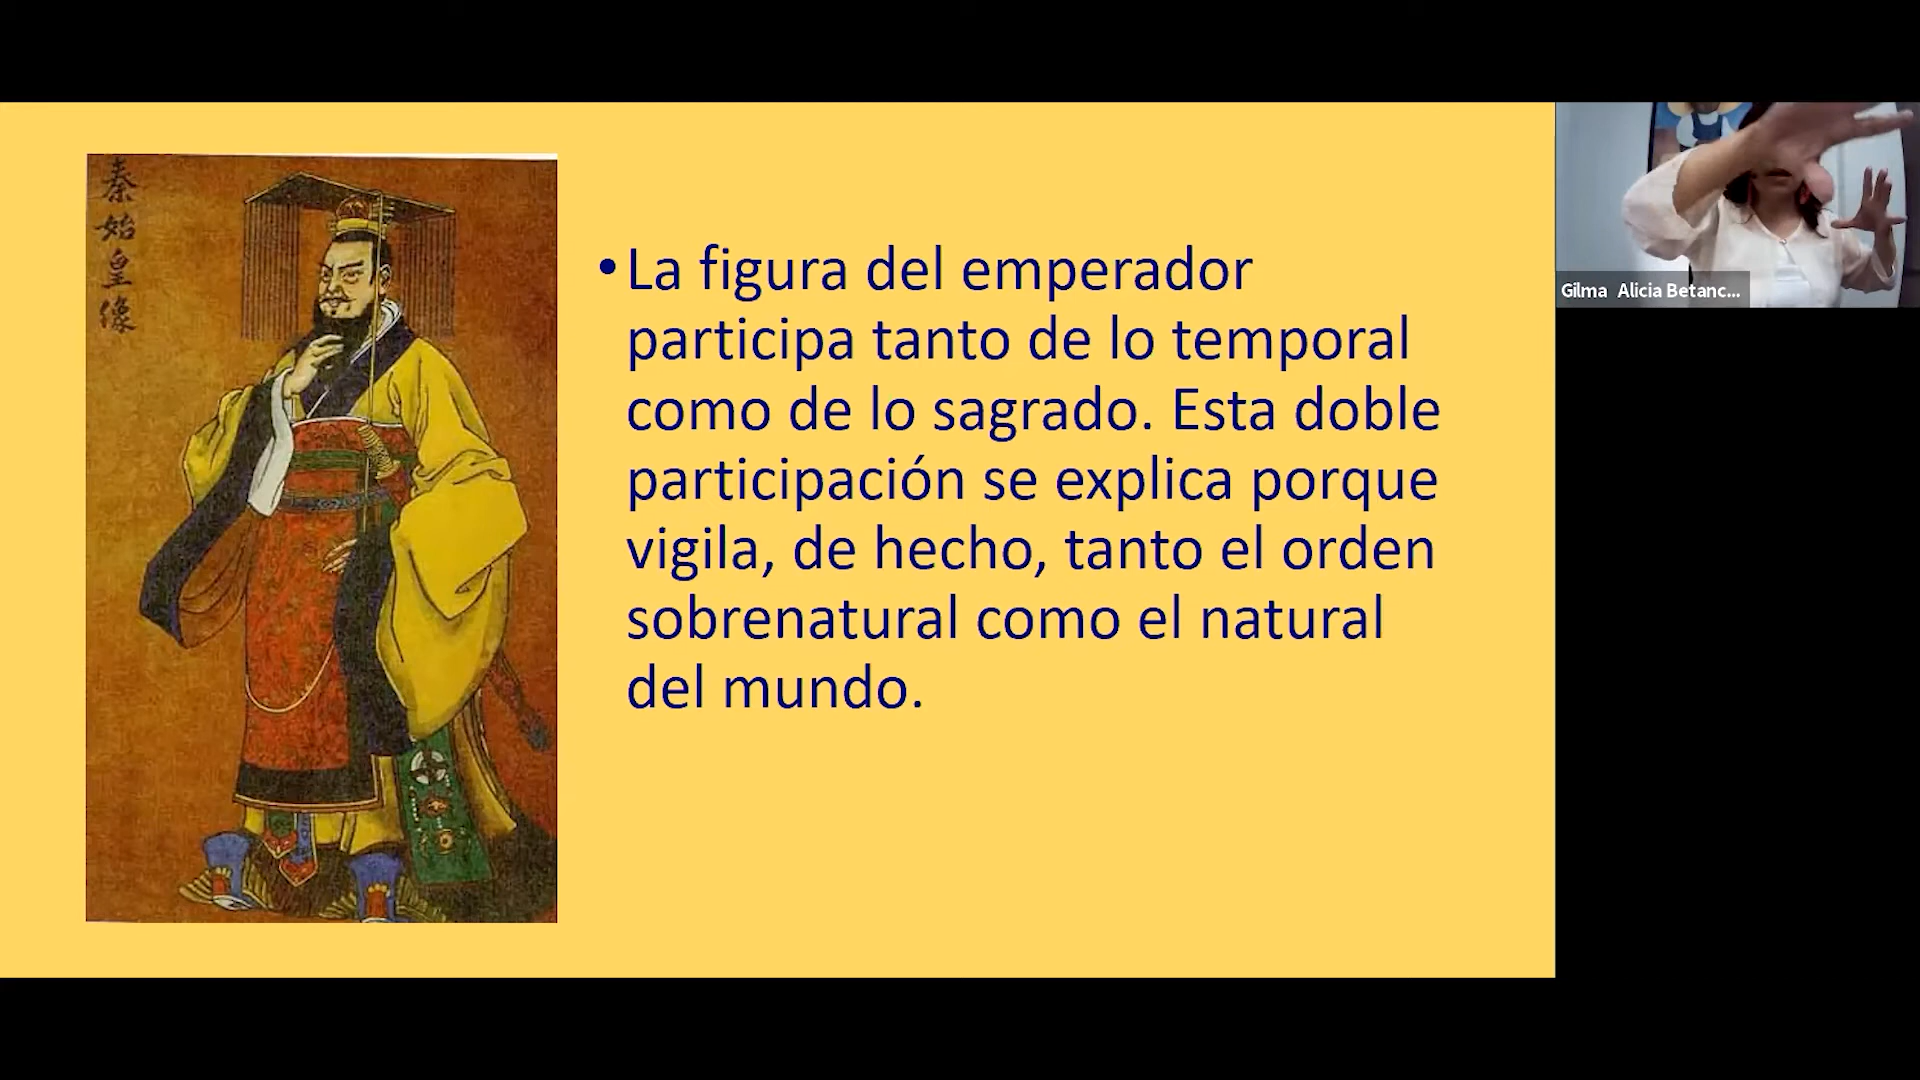 秦始皇像
• La figura del emperador
participa tanto de lo temporal
como de lo sagrado. Esta doble
participación se explica porque
vigila, de hecho, tanto el orden
sobrenatural como el natural
del mundo.
Gilma Alicia Betanc...